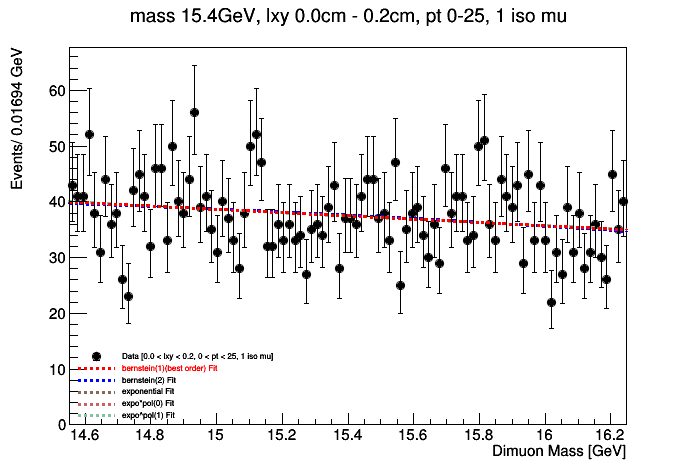 mass 15.4GeV, lxy 0.0cm - 0.2cm, pt 0-25, 1 iso mu
Events/ 0.01694 GeV
60
50
40
30
20
10
0
Data [0.0 < lxy < 0.2, 0 < pt < 25, 1 iso mu]
bernstein(1)(best order) Fit
bernstein(2) Fit
exponential Fit
expo*pol(0) Fit
expo*pol(1) Fit
14.6 14.8 15 15.2 15.4 15.6 15.8 16 16.2
Dimuon Mass [GeV]